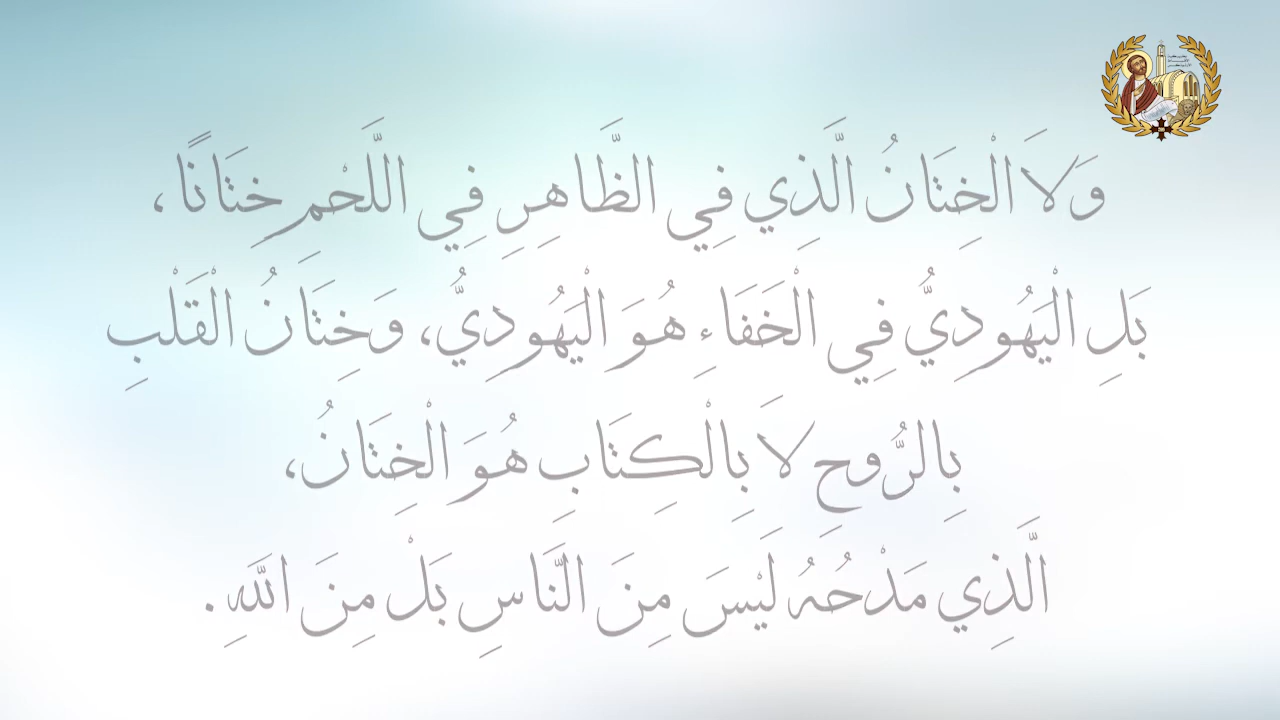 وَلاَ الْخِتَانُ الَّذِي فِي الظَّاهِرِ فِي اللَّحْمِ خِتَانًا،
بَلِ الْيَهُودِيُّ فِي الْخَفَاءِ هُوَ الْيَهُودِيُّ، وَخِتَانُ الْقَلْبِ
بِالرُّوحِ لاَ بِالْكِتَابِ هُوَ الْخِتَانُ،
الَّذِي مَدْحُهُ لَيْسَ مِنَ النَّاسِ بَلْ مِنَ اللهِ.